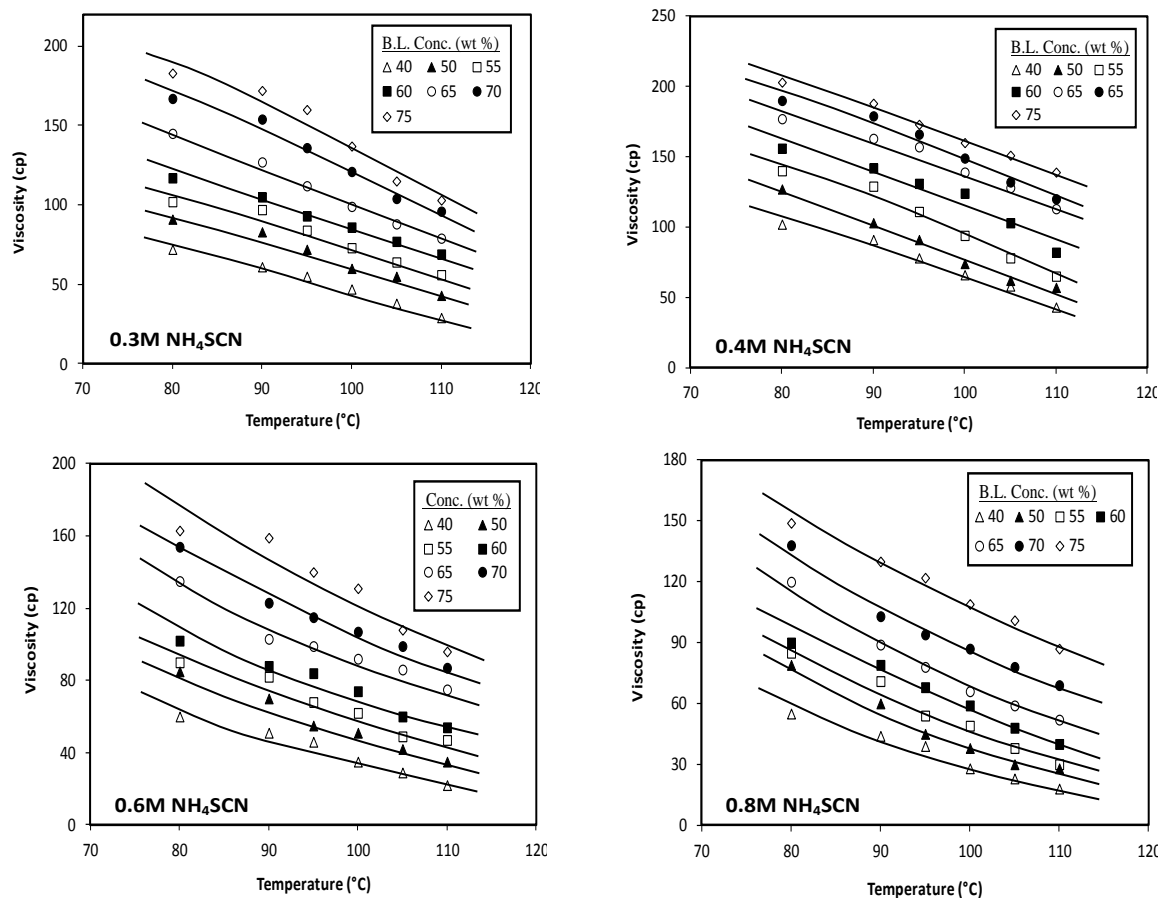 200
150
100
50
0
Viscosity (cp)
B.L. Conc. (wt %)
40 50 55
60 65 70
75
0.3M NH₄SCN
70 80 90 100 110 120
Temperature (°C)
250
200
150
100
50
0
Viscosity (cp)
B.L. Conc. (wt %)
40 50 55
60 65 65
75
0.4M NH₄SCN
70 80 90 100 110 120
Temperature (°C)
200
160
120
80
40
0
Viscosity (cp)
Conc. (wt %)
40 50
55 60
65 70
75
0.6M NH₄SCN
70 80 90 100 110 120
Temperature (°C)
180
150
120
90
60
30
0
Viscosity (cp)
B.L. Conc. (wt %)
40 50 55 60
65 70 75
0.8M NH₄SCN
70 80 90 100 110 120
Temperature (°C)